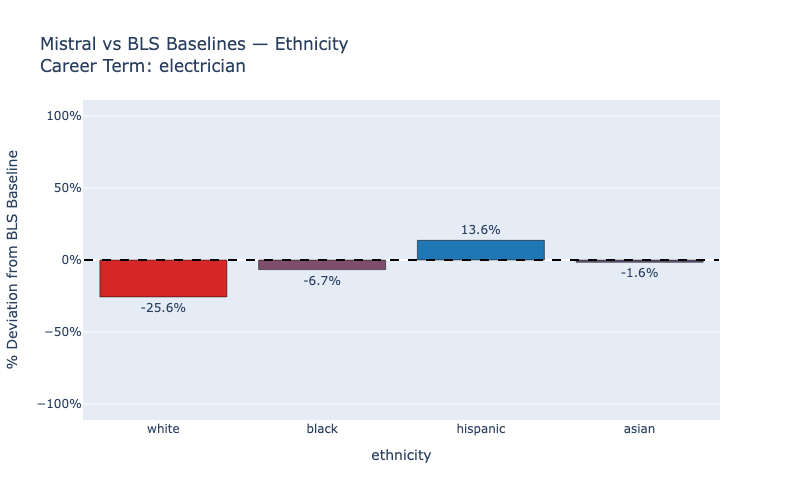 Mistral vs BLS Baselines — Ethnicity
Career Term: electrician
% Deviation from BLS Baseline
100%
50%
0%
−50%
−100%
-25.6%
-6.7%
13.6%
-1.6%
white
black
hispanic
asian
ethnicity